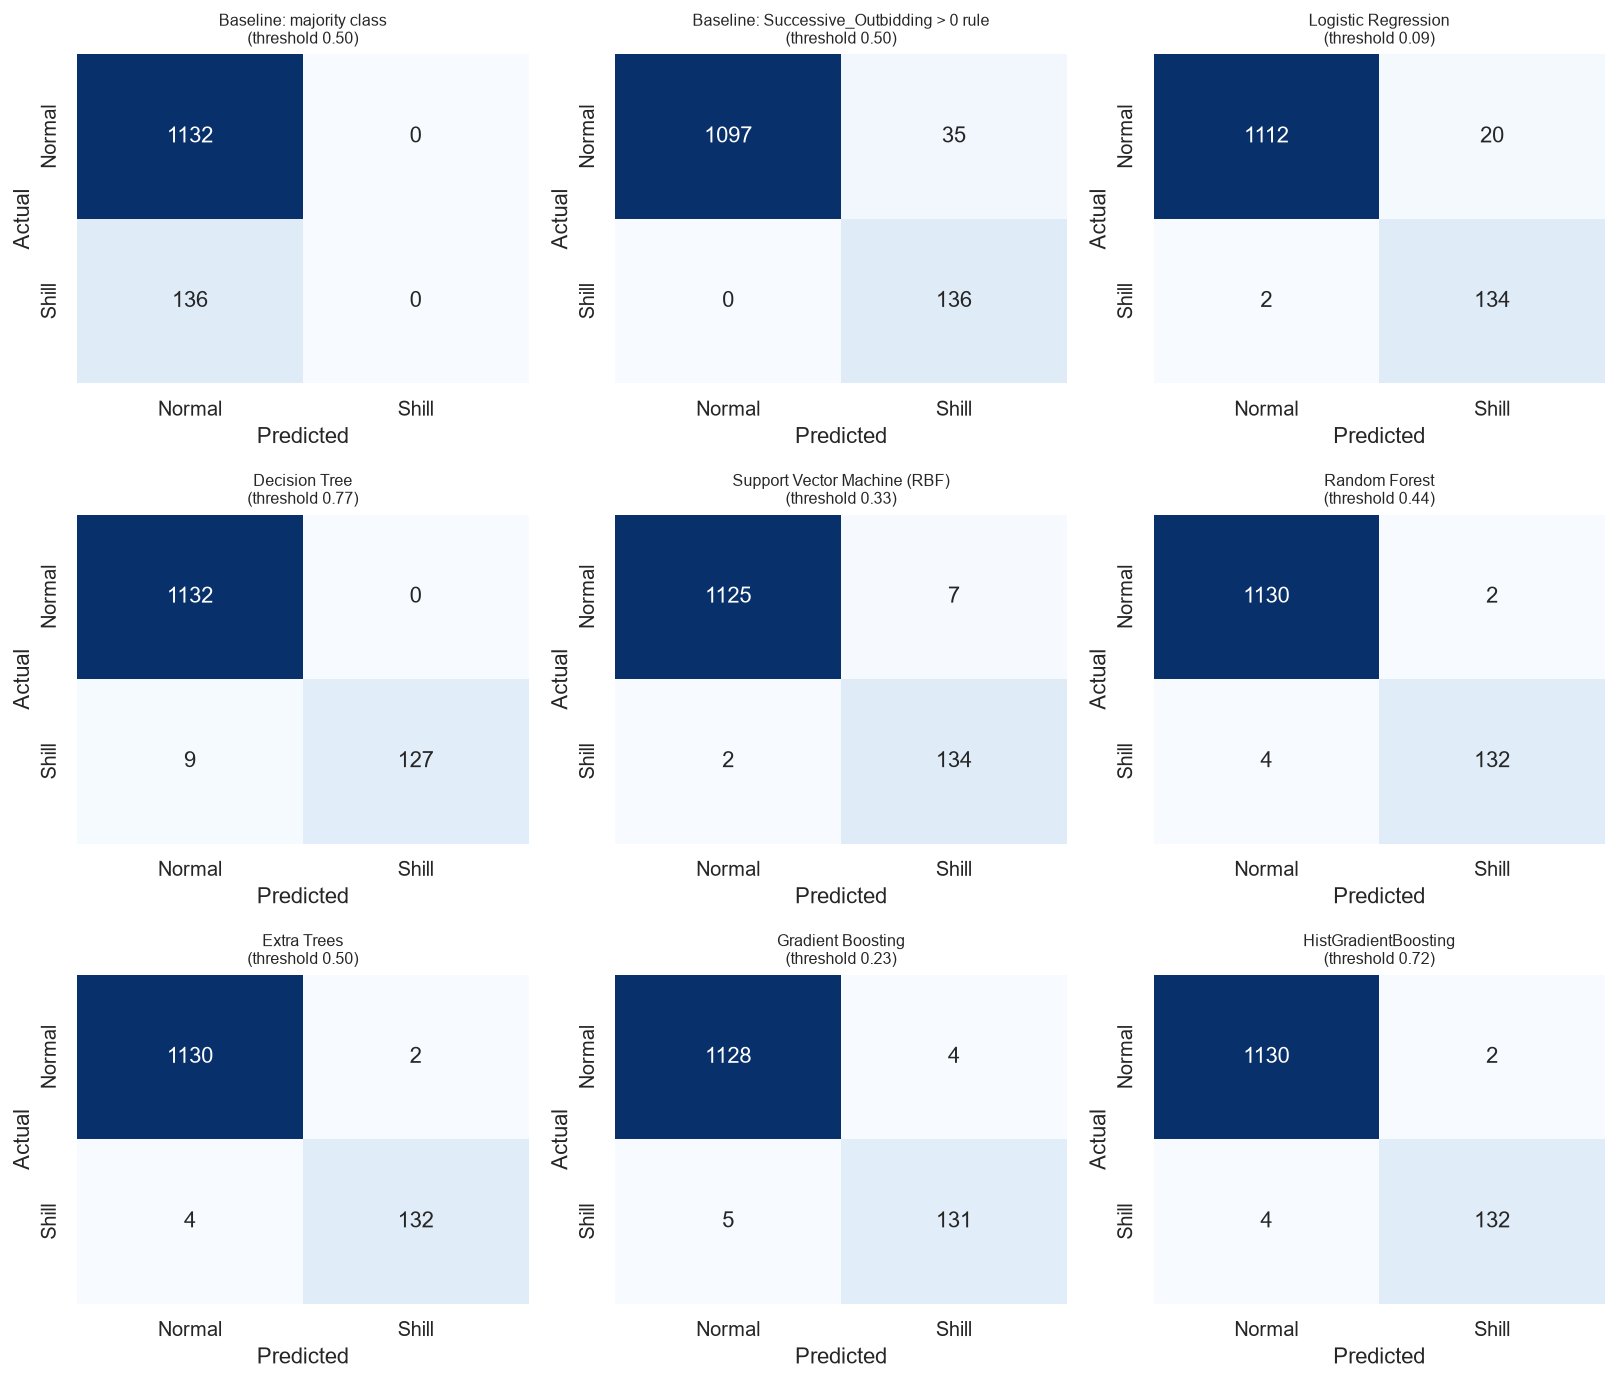 Baseline: majority class
(threshold 0.50)
Normal
1132
0
Actual
Shill
136
0
Normal
Shill
Predicted
Baseline: Successive_Outbidding > 0 rule
(threshold 0.50)
Normal
1097
35
Actual
Shill
0
136
Normal
Shill
Predicted
Logistic Regression
(threshold 0.09)
Normal
1112
20
Actual
Shill
2
134
Normal
Shill
Predicted
Decision Tree
(threshold 0.77)
Normal
1132
0
Actual
Shill
9
127
Normal
Shill
Predicted
Support Vector Machine (RBF)
(threshold 0.33)
Normal
1125
7
Actual
Shill
2
134
Normal
Shill
Predicted
Random Forest
(threshold 0.44)
Normal
1130
2
Actual
Shill
4
132
Normal
Shill
Predicted
Extra Trees
(threshold 0.50)
Normal
1130
2
Actual
Shill
4
132
Normal
Shill
Predicted
Gradient Boosting
(threshold 0.23)
Normal
1128
4
Actual
Shill
5
131
Normal
Shill
Predicted
HistGradientBoosting
(threshold 0.72)
Normal
1130
2
Actual
Shill
4
132
Normal
Shill
Predicted